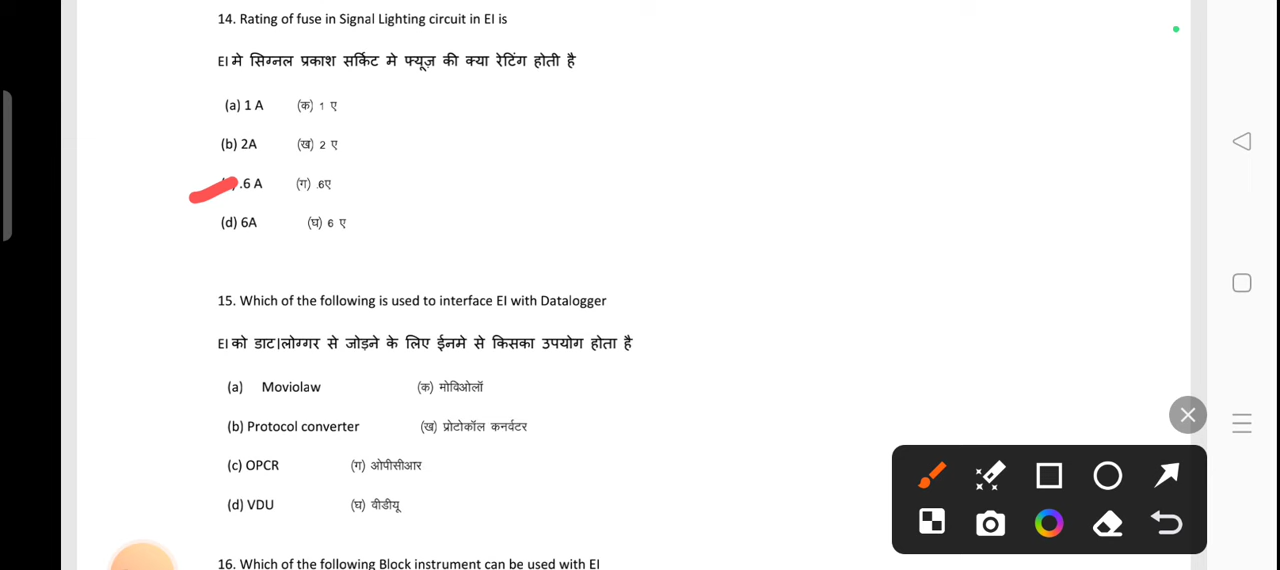 14. Rating of fuse in Signal Lighting circuit in EI is
EI मे सिग्नल प्रकाश सर्किट मे फ्यूज़ की क्या रेटिंग होती है
(a) 1 A (क) 1 ए
(b) 2A (ख) 2 ए
.6 A (ग) .6ए
(d) 6A (घ) 6 ए
15. Which of the following is used to interface EI with Datalogger
EI को डाट।लोग्गर से जोड़ने के लिए ईनमे से किसका उपयोग होता है
(a) Moviolaw (क) मोविओलॉ
(b) Protocol converter (ख) प्रोटोकॉल कनर्वटर
(c) OPCR (ग) ओपीसीआर
(d) VDU (घ) वीडीयू
16. Which of the following Block instrument can be used with EI